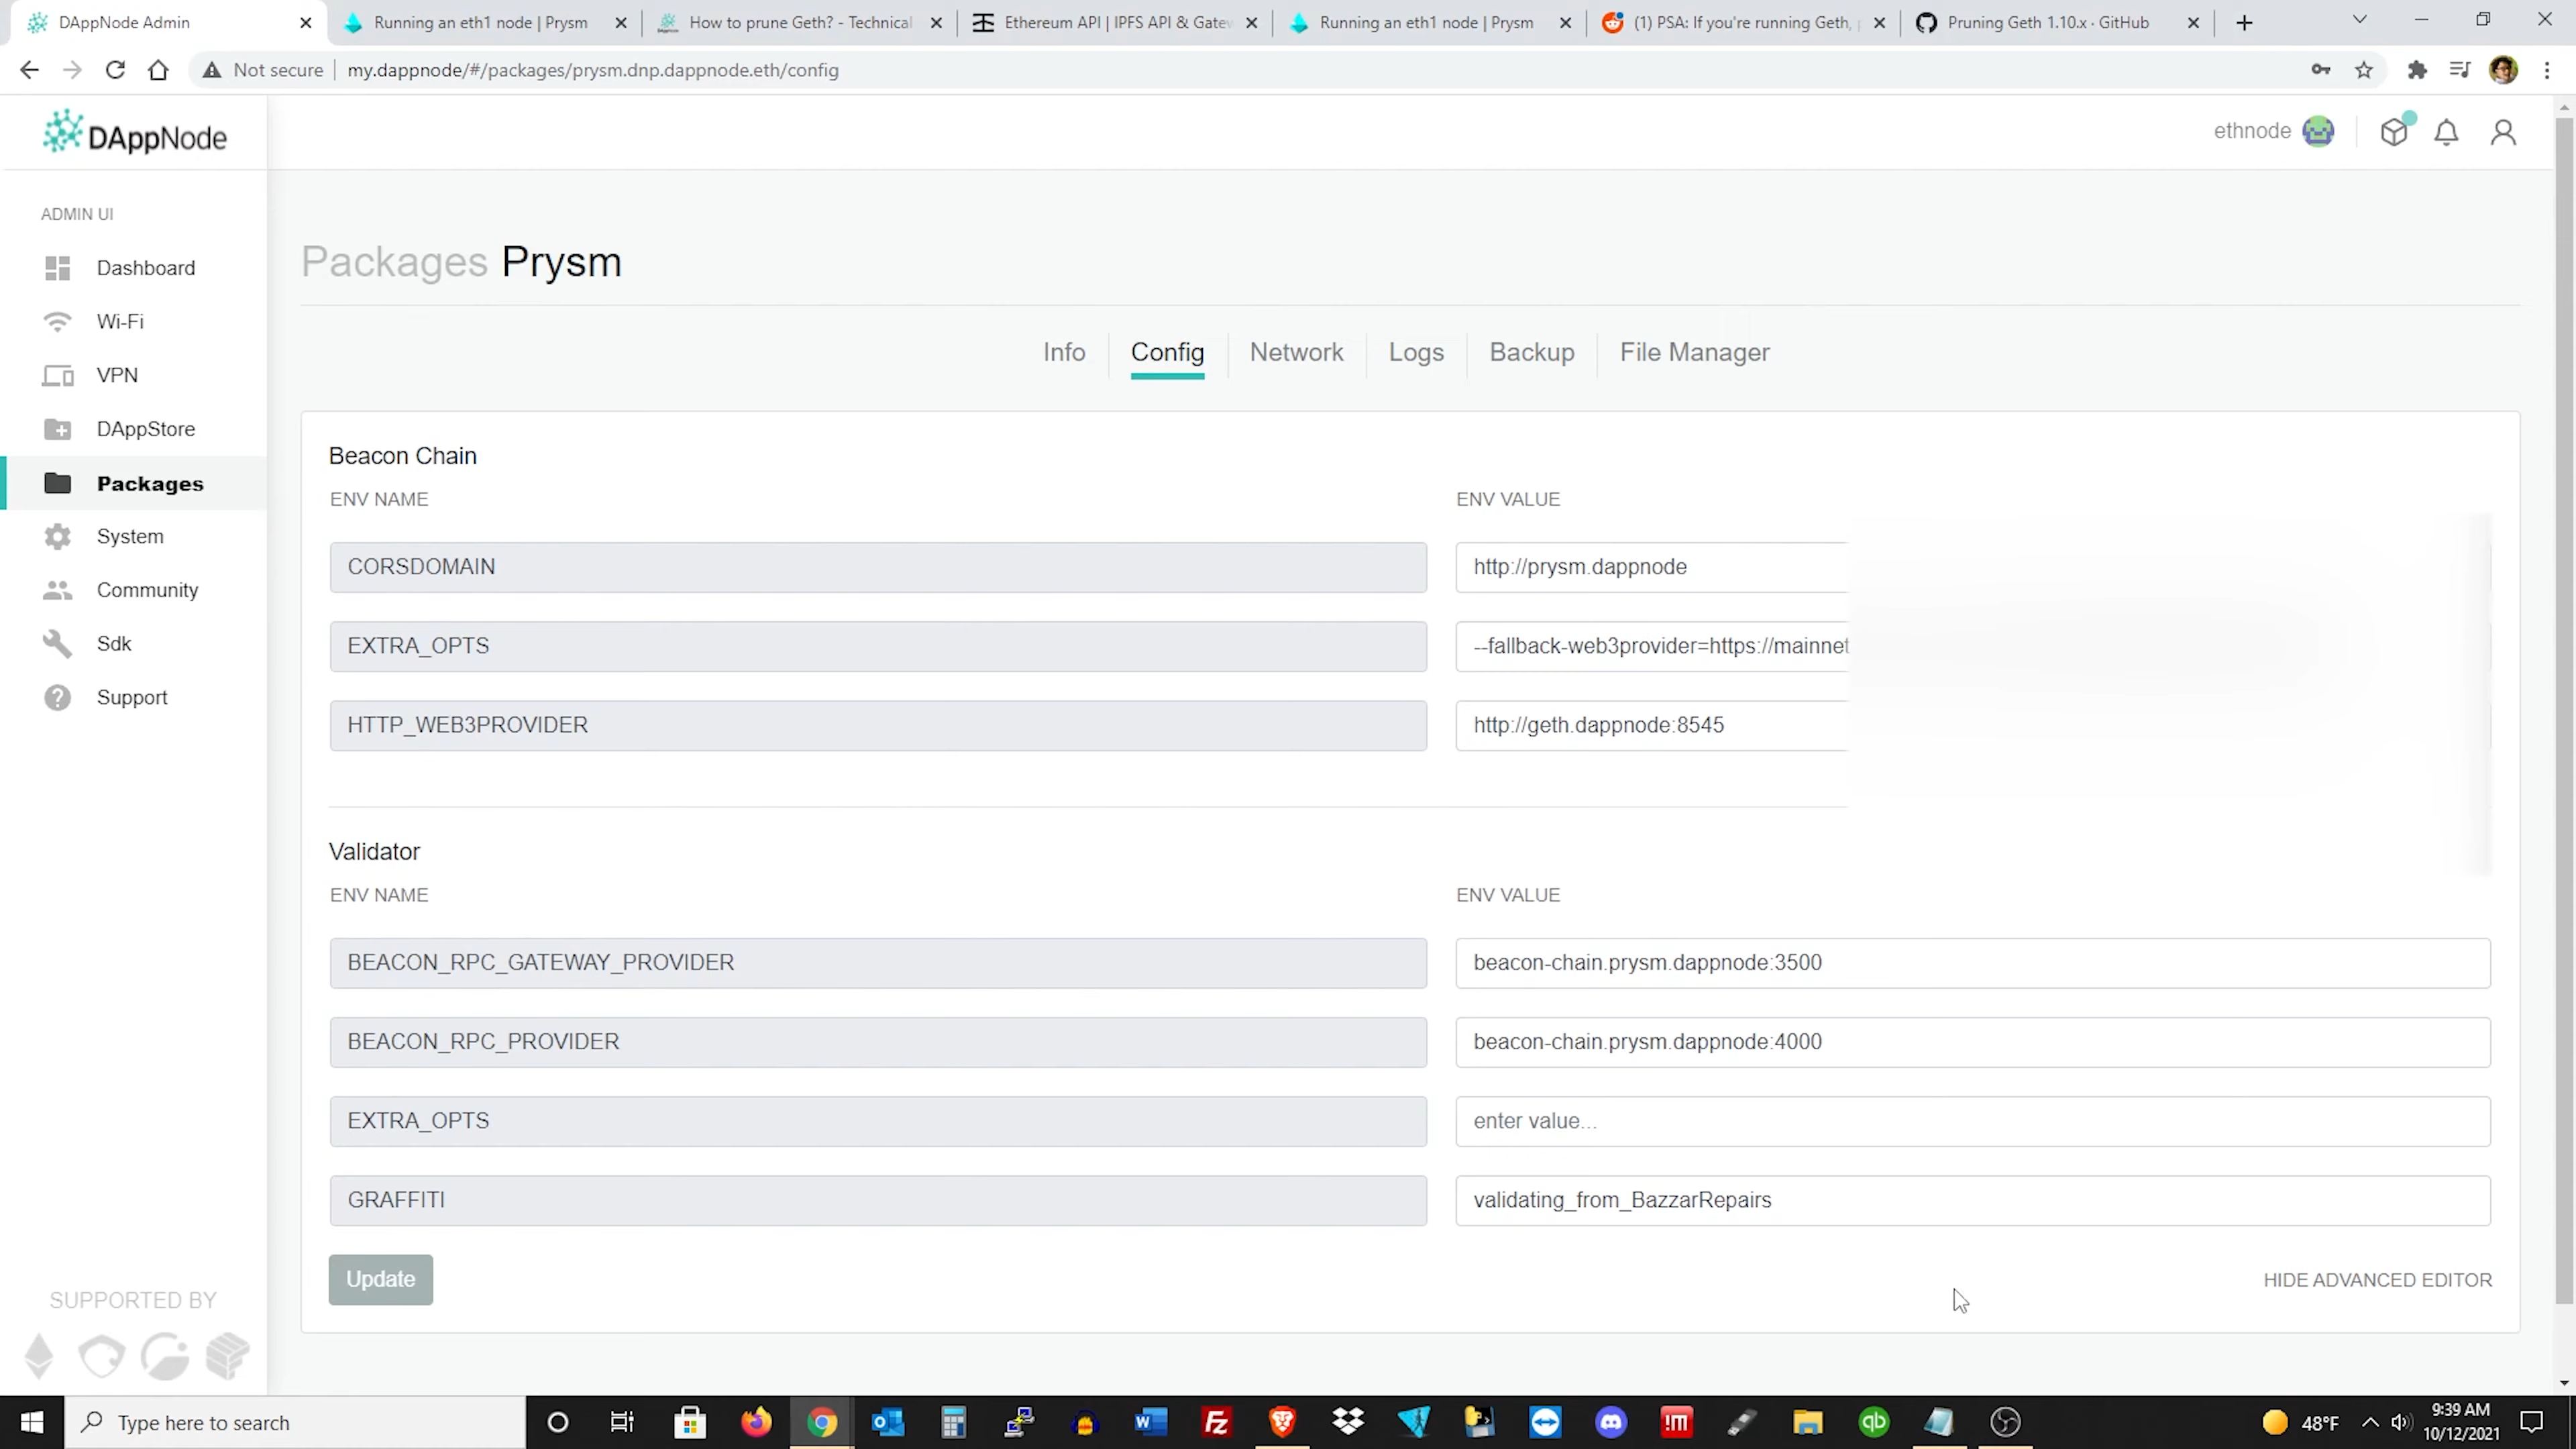 DAppNode Admin
Running an eth1 node | Prysm
How to prune Geth? - Technical
Ethereum API | IPFS API & Gatew
Running an eth1 node | Prysm
(1) PSA: If you're running Geth, p
Pruning Geth 1.10.x · GitHub
Not secure
my.dappnode/#/packages/prysm.dnp.dappnode.eth/config
DAppNode
ethnode
ADMIN UI
Dashboard
Wi-Fi
VPN
DAppStore
Packages
System
Community
Sdk
Support
SUPPORTED BY
Packages Prysm
Info
Config
Network
Logs
Backup
File Manager
Beacon Chain
ENV NAME
ENV VALUE
CORSDOMAIN
http://prysm.dappnode
EXTRA_OPTS
--fallback-web3provider=https://mainnet
HTTP_WEB3PROVIDER
http://geth.dappnode:8545
Validator
ENV NAME
ENV VALUE
BEACON_RPC_GATEWAY_PROVIDER
beacon-chain.prysm.dappnode:3500
BEACON_RPC_PROVIDER
beacon-chain.prysm.dappnode:4000
EXTRA_OPTS
enter value...
GRAFFITI
validating_from_BazzarRepairs
Update
HIDE ADVANCED EDITOR
Type here to search
48°F
9:39 AM
10/12/2021